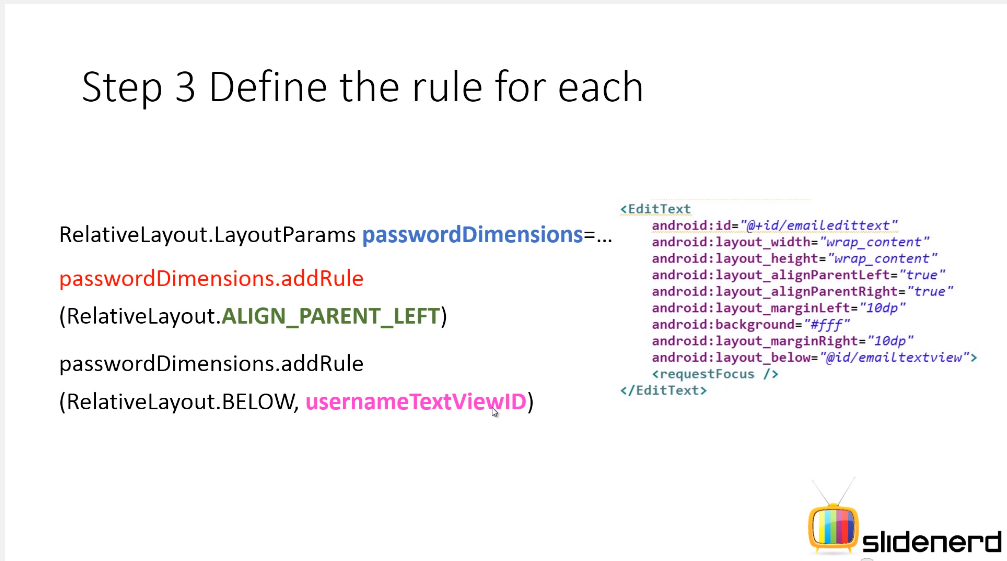 Step 3 Define the rule for each
RelativeLayout.LayoutParams passwordDimensions=...
passwordDimensions.addRule
(RelativeLayout.ALIGN_PARENT_LEFT)
passwordDimensions.addRule
(RelativeLayout.BELOW, usernameTextViewID)
<EditText
android:id="@+id/emailedittext"
android:layout_width="wrap_content"
android:layout_height="wrap_content"
android:layout_alignParentLeft="true"
android:layout_alignParentRight="true"
android:layout_marginLeft="10dp"
android:background="#fff"
android:layout_marginRight="10dp"
android:layout_below="@id/emailtextview">
<requestFocus />
</EditText>
slidenerd